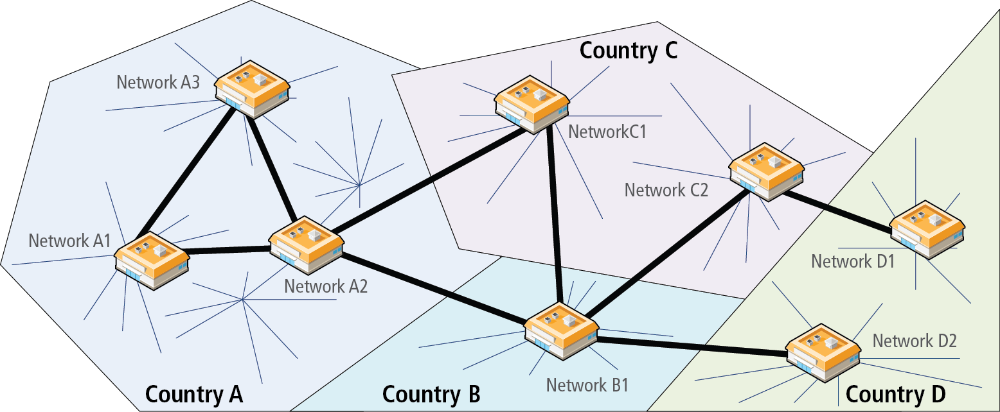 Country C
Network A3
NetworkC1
Network C2
Network A1
Network D1
Network A2
Network D2
Network B1
Country A
Country B
Country D